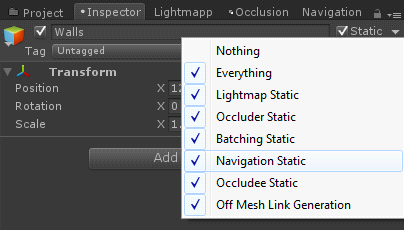 Project Inspector Lightmapp Occlusion Navigation
Walls Static
Tag Untagged
Nothing
Everything
Lightmap Static
Occluder Static
Batching Static
Navigation Static
Occludee Static
Off Mesh Link Generation
Transform
Position X 12
Rotation X 0
Scale X 1.
Add